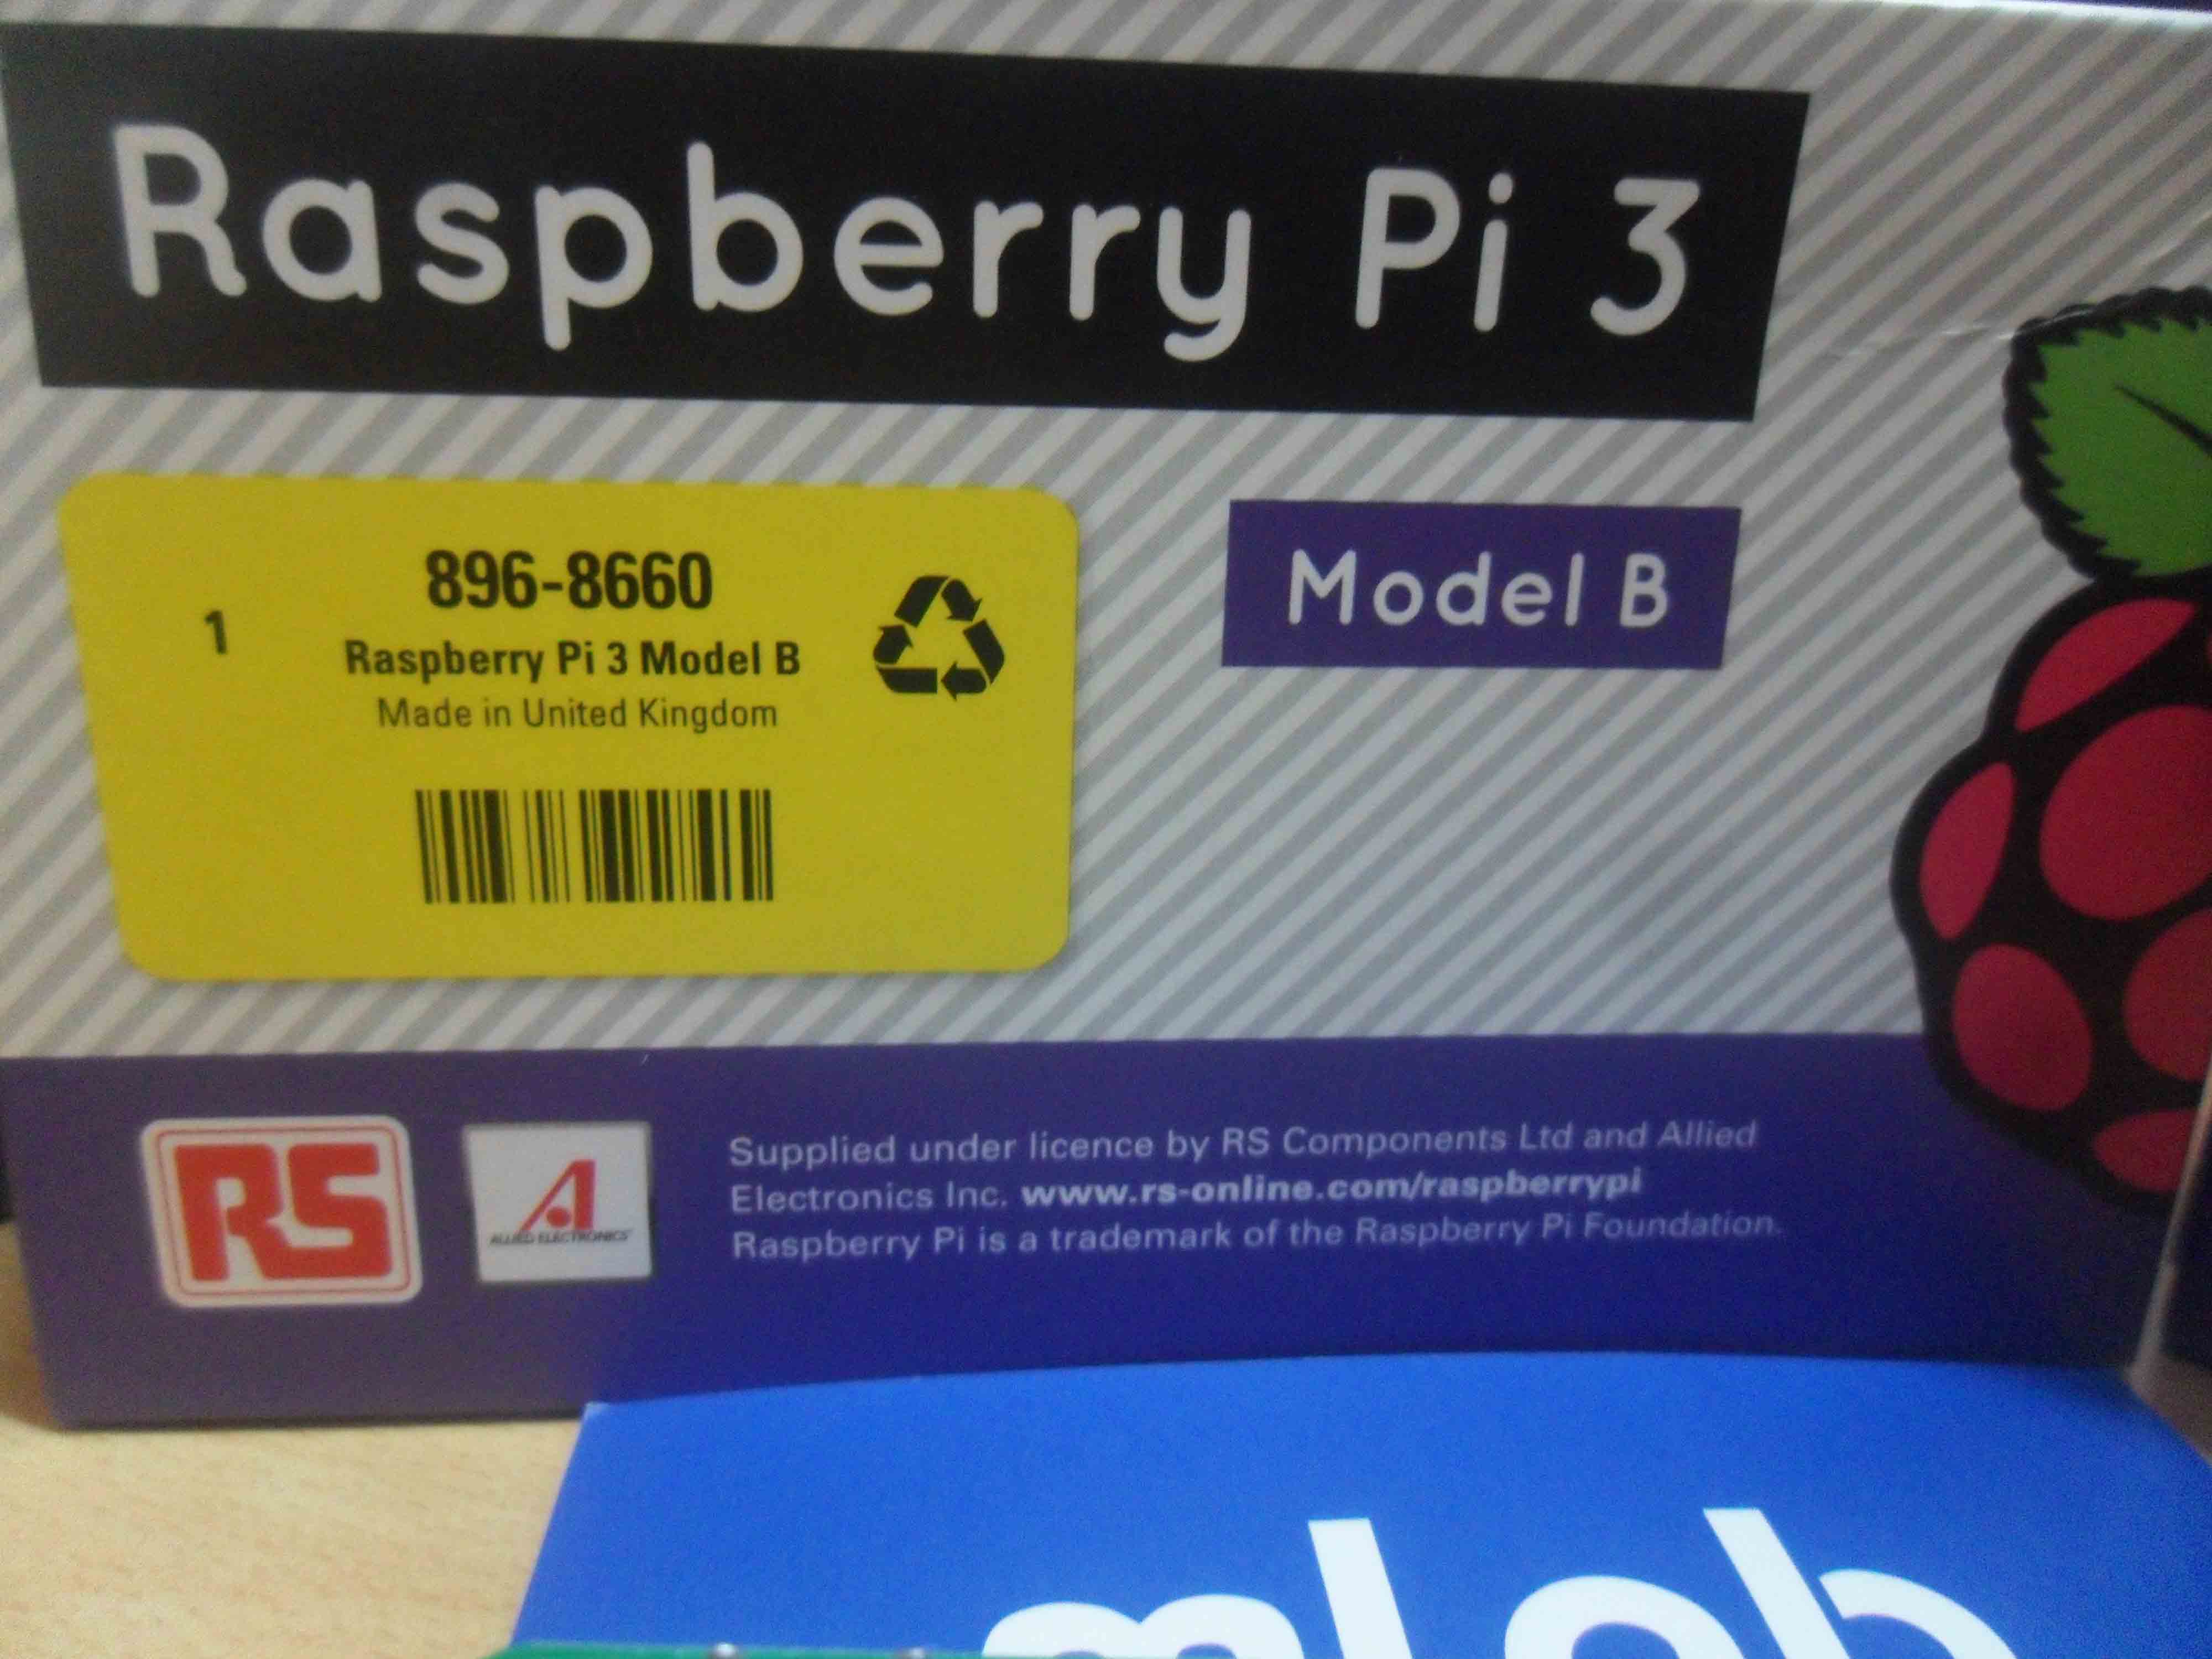 Raspberry Pi 3
Model B
896-8660
1
Raspberry Pi 3 Model B
Made in United Kingdom
RS
ALLIED ELECTRONICS
Supplied under licence by RS Components Ltd and Allied
Electronics Inc. www.rs-online.com/raspberrypi
Raspberry Pi is a trademark of the Raspberry Pi Foundation.